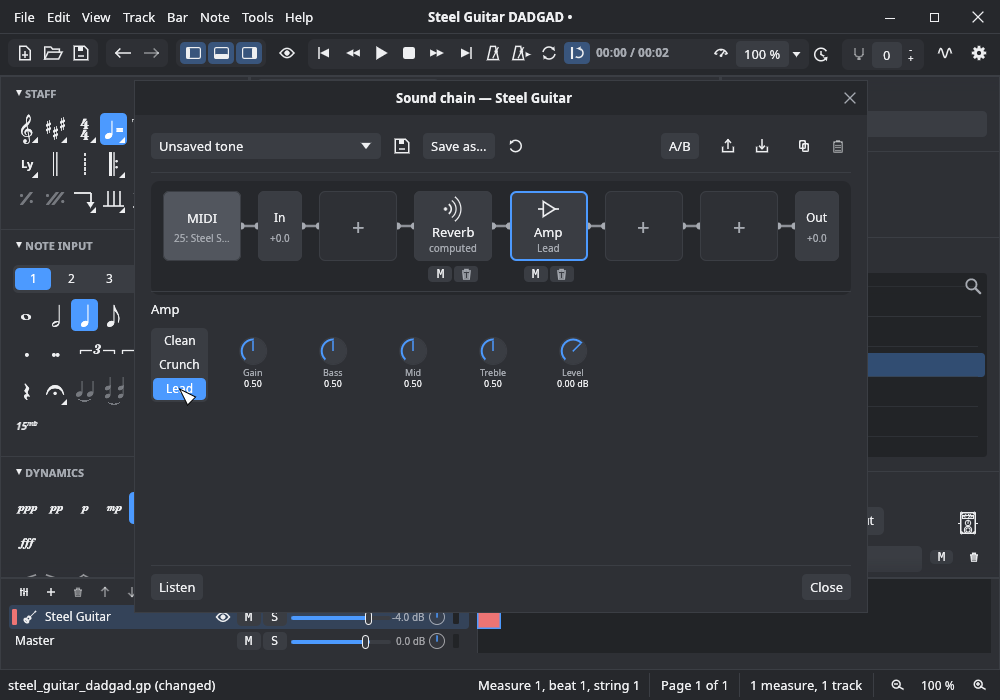 File Edit View Track Bar Note Tools Help
Steel Guitar DADGAD •
00:00 / 00:02
100 %
0
STAFF
Sound chain — Steel Guitar
Unsaved tone
Save as...
A/B
Ly
MIDI
25: Steel S...
In
+0.0
+
Reverb
computed
Amp
Lead
+
+
Out
+0.0
M
M
NOTE INPUT
1 2 3
Amp
Clean
Crunch
Lead
Gain
0.50
Bass
0.50
Mid
0.50
Treble
0.50
Level
0.00 dB
3
15mb
DYNAMICS
ppp pp p mp
fff
M
Listen
Close
Steel Guitar
M S
-4.0 dB
Master
M S
0.0 dB
steel_guitar_dadgad.gp (changed)
Measure 1, beat 1, string 1
Page 1 of 1
1 measure, 1 track
100 %